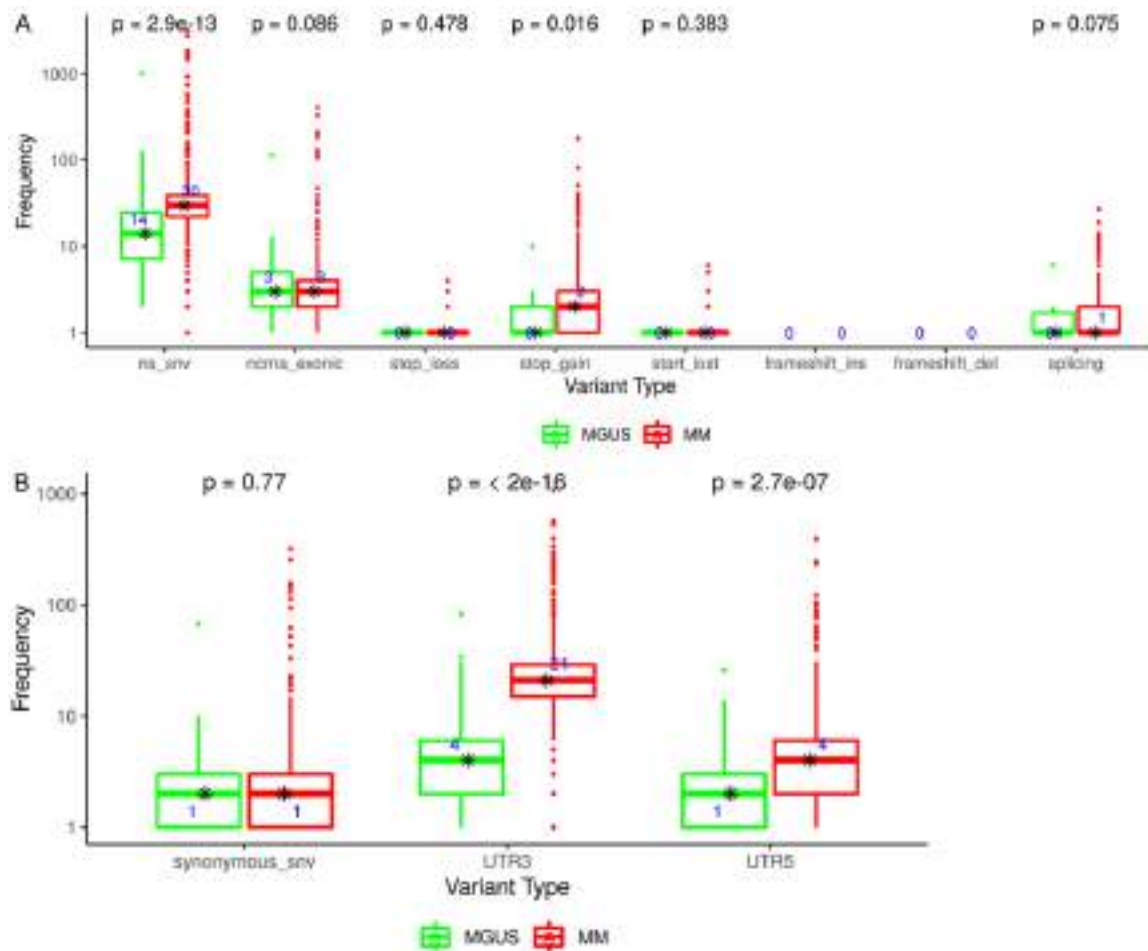 A
p = 2.9e-13 p = 0.086 p = 0.478 p = 0.016 p = 0.383 p = 0.075
Frequency
1000
100
10
1
14 30 3 3 0 0 0 2 0 0 0 0 0 0 0 1
ns_snv ncrna_exonic stop_loss stop_gain start_lost frameshift_ins frameshift_del splicing
Variant Type
MGUS MM
B
p = 0.77 p = < 2e-16 p = 2.7e-07
Frequency
1000
100
10
1
1 1 4 21 1 4
synonymous_snv UTR3 UTR5
Variant Type
MGUS MM